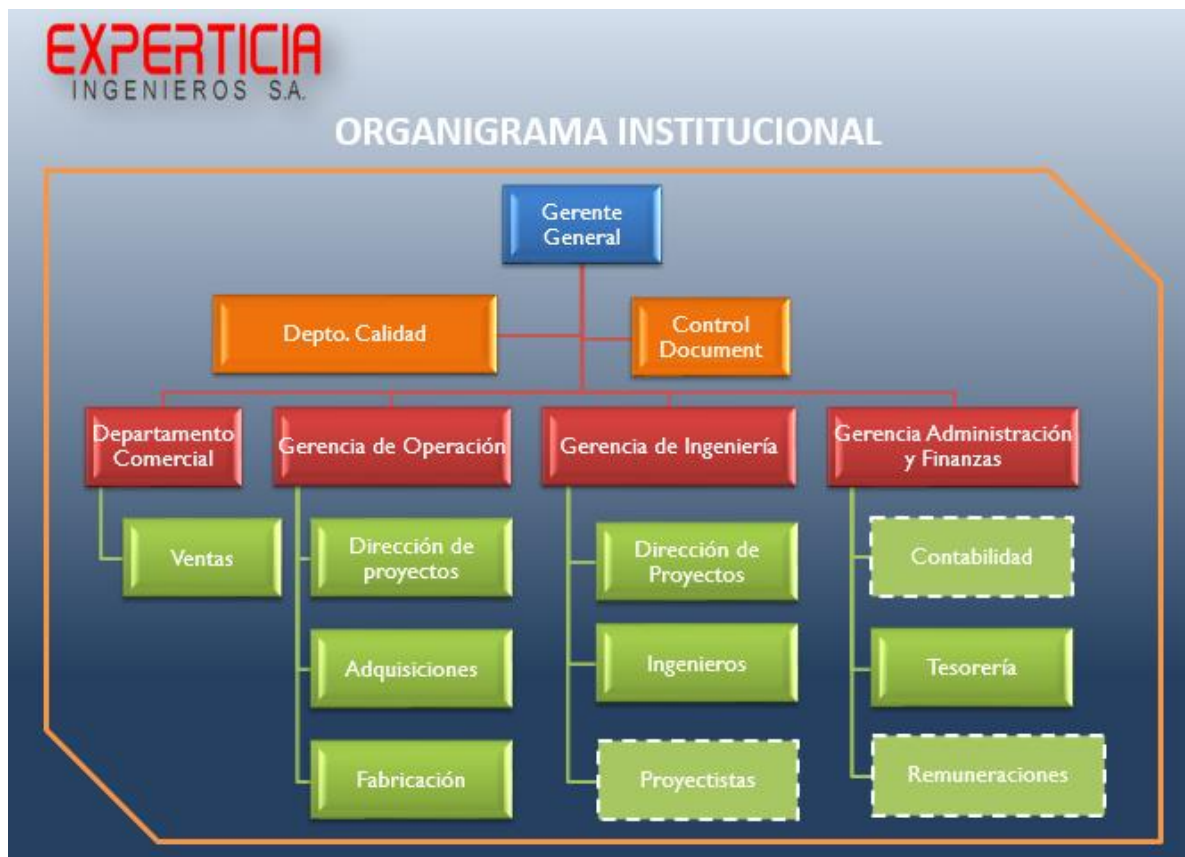 EXPERTICIA
INGENIEROS S.A.
ORGANIGRAMA INSTITUCIONAL
Gerente
General
Depto. Calidad
Control
Document
Departamento
Comercial
Gerencia de Operación
Gerencia de Ingeniería
Gerencia Administración
y Finanzas
Ventas
Dirección de
proyectos
Adquisiciones
Fabricación
Dirección de
Proyectos
Ingenieros
Proyectistas
Contabilidad
Tesorería
Remuneraciones